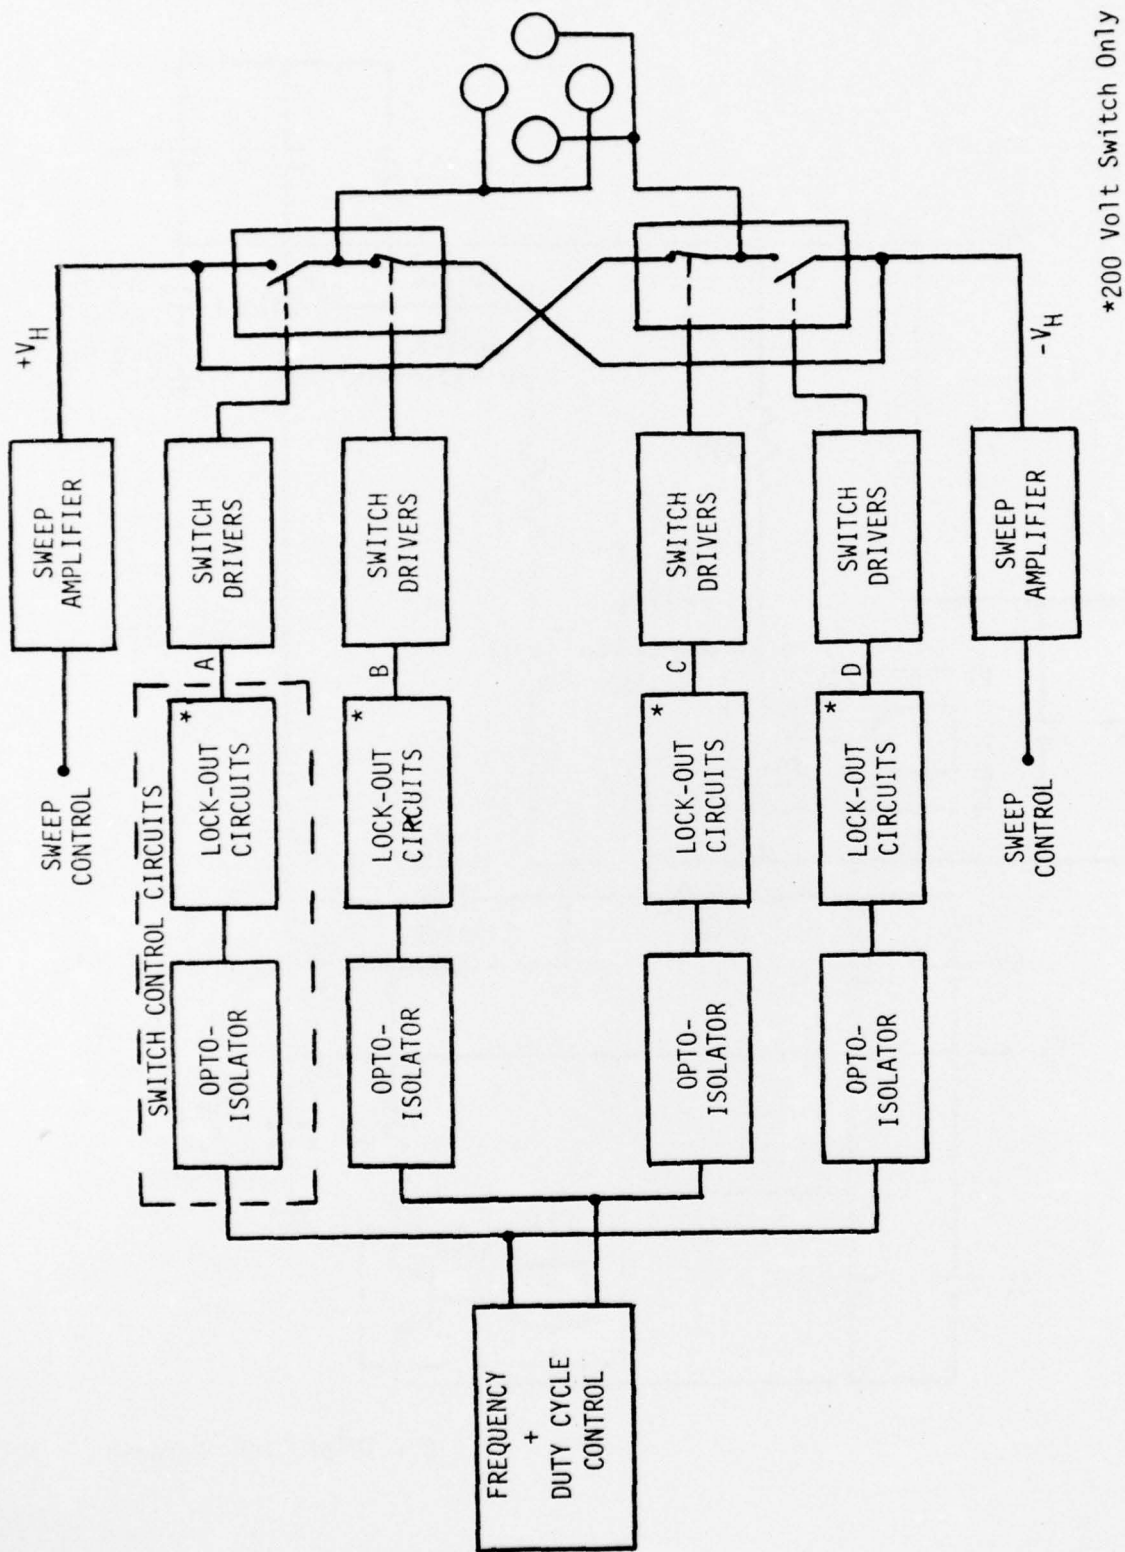 SWEEP
CONTROL
SWEEP
AMPLIFIER
+VH
SWITCH CONTROL CIRCUITS
OPTO-
ISOLATOR
LOCK-OUT
CIRCUITS
*
A
SWITCH
DRIVERS
OPTO-
ISOLATOR
LOCK-OUT
CIRCUITS
*
B
SWITCH
DRIVERS
FREQUENCY
+
DUTY CYCLE
CONTROL
OPTO-
ISOLATOR
LOCK-OUT
CIRCUITS
*
C
SWITCH
DRIVERS
OPTO-
ISOLATOR
LOCK-OUT
CIRCUITS
*
D
SWITCH
DRIVERS
SWEEP
CONTROL
SWEEP
AMPLIFIER
-VH
*200 Volt Switch Only